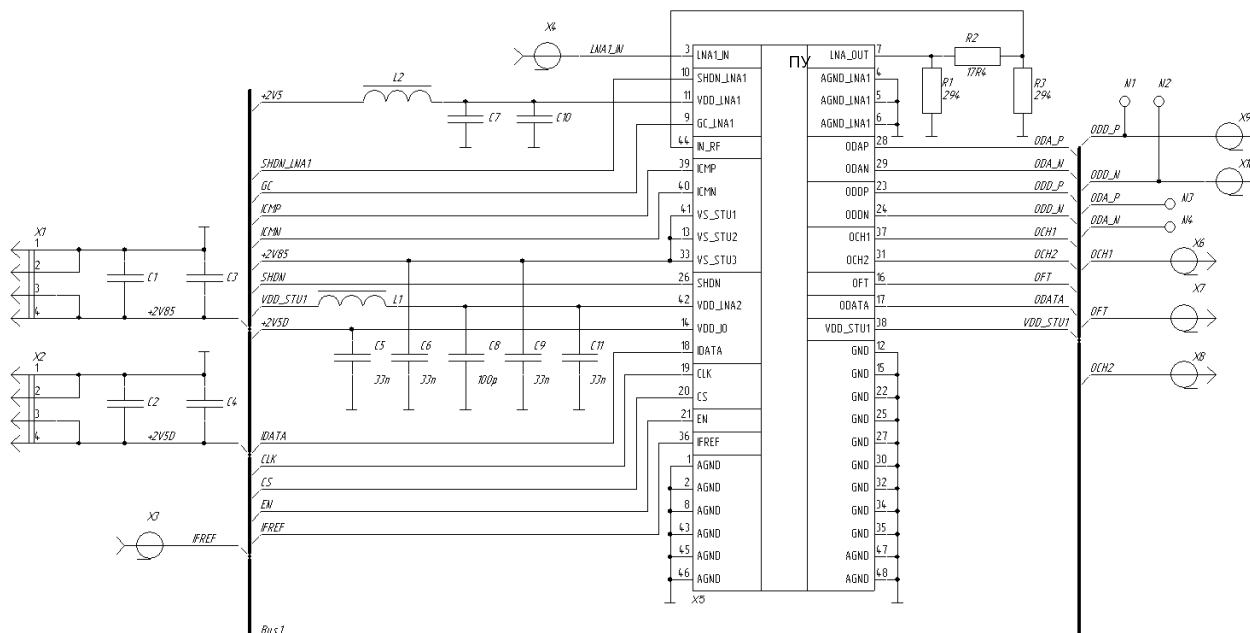 X4
LNA1_IN
3
LNA1_IN
ПУ
LNA_OUT
7
R2
17R4
10
SHDN_LNA1
AGND_LNA1
4
R1
294
R3
294
L2
+2V5
11
VDD_LNA1
AGND_LNA1
5
N1
N2
C7
C10
9
GC_LNA1
AGND_LNA1
6
X9
ODD_P
44
IN_RF
ODAP
28
ODA_P
SHDN_LNA1
39
ICMP
ODAN
29
ODA_N
ODD_N
GC
40
ICMN
ODDP
23
ODD_P
ODA_P
N3
ICMP
41
VS_STU1
ODDN
24
ODD_N
ODA_N
N4
ICMN
13
VS_STU2
OCH1
37
OCH1
X1
1
2
3
4
C1
C3
+2V85
+2V85
33
VS_STU3
OCH2
31
OCH2
OCH1
X6
SHDN
26
SHDN
OFT
16
OFT
VDD_STU1
L1
42
VDD_LNA2
ODATA
17
ODATA
X7
OFT
+2V5D
14
VDD_IO
VDD_STU1
38
VDD_STU1
C5
33n
C6
33n
C8
100p
C9
33n
C11
33n
18
IDATA
GND
12
X2
1
2
3
4
C2
C4
+2V5D
19
CLK
GND
15
OCH2
X8
20
CS
GND
22
21
EN
GND
25
IDATA
36
IFREF
GND
27
CLK
1
AGND
GND
30
CS
2
AGND
GND
32
EN
8
AGND
GND
34
X3
IFREF
IFREF
43
AGND
GND
35
45
AGND
AGND
47
46
AGND
AGND
48
X5
Bus1